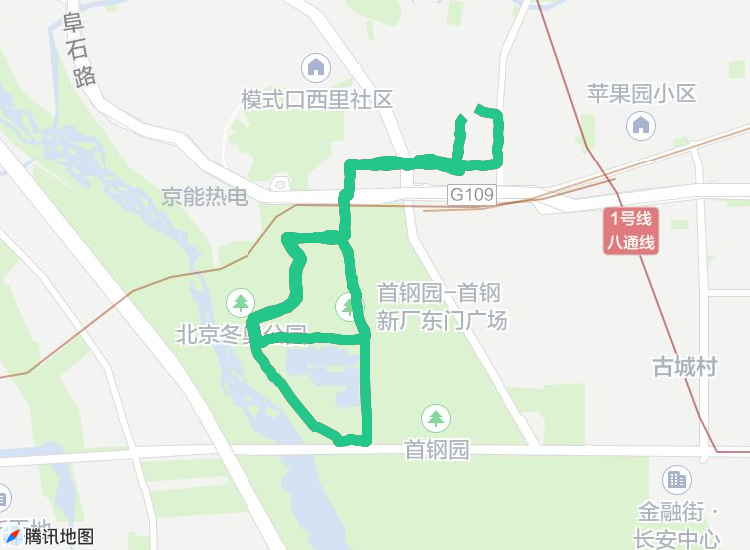 阜石路
模式口西里社区
苹果园小区
京能热电
G109
1号线
八通线
首钢园-首钢
新厂东门广场
北京冬奥公园
古城村
首钢园
金融街·
长安中心
腾讯地图